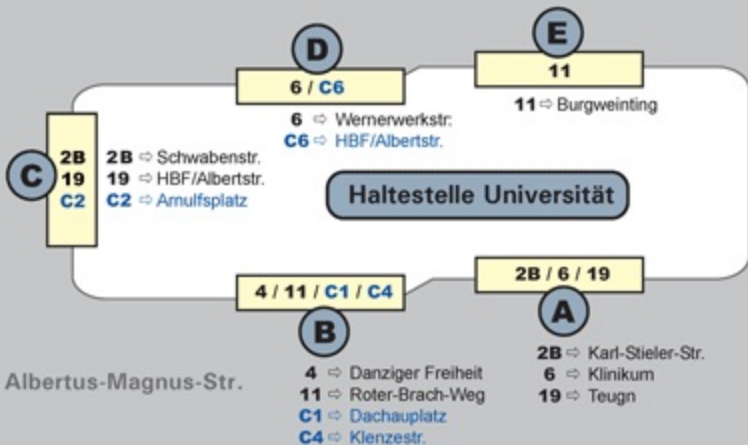 D
6 / C6
6 ⇨ Wernerwerkstr.
C6 ⇨ HBF/Albertstr.
E
11
11 ⇨ Burgweinting
C
2B
19
C2
2B ⇨ Schwabenstr.
19 ⇨ HBF/Albertstr.
C2 ⇨ Arnulfsplatz
Haltestelle Universität
4 / 11 / C1 / C4
B
4 ⇨ Danziger Freiheit
11 ⇨ Roter-Brach-Weg
C1 ⇨ Dachauplatz
C4 ⇨ Klenzestr.
2B / 6 / 19
A
2B ⇨ Karl-Stieler-Str.
6 ⇨ Klinikum
19 ⇨ Teugn
Albertus-Magnus-Str.